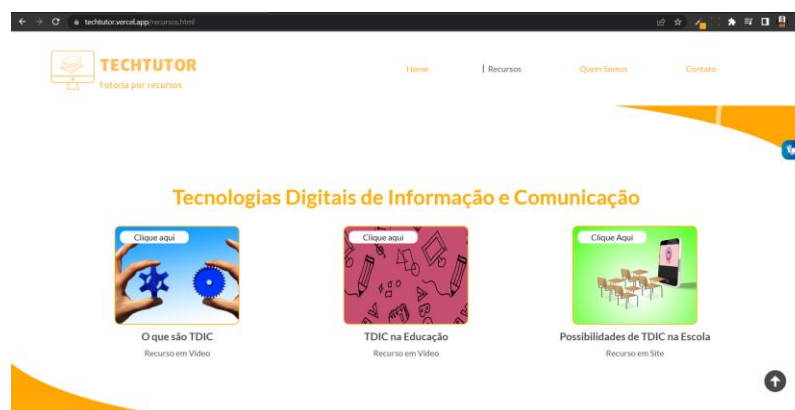 techtutor.vercel.app/recursos.html
TECHTUTOR
Tutoria por recursos
Home
Recursos
Quem Somos
Contato
Tecnologias Digitais de Informação e Comunicação
Clique aqui
Clique aqui
Clique Aqui
O que são TDIC
TDIC na Educação
Possibilidades de TDIC na Escola
Recurso em Vídeo
Recurso em Vídeo
Recurso em Site